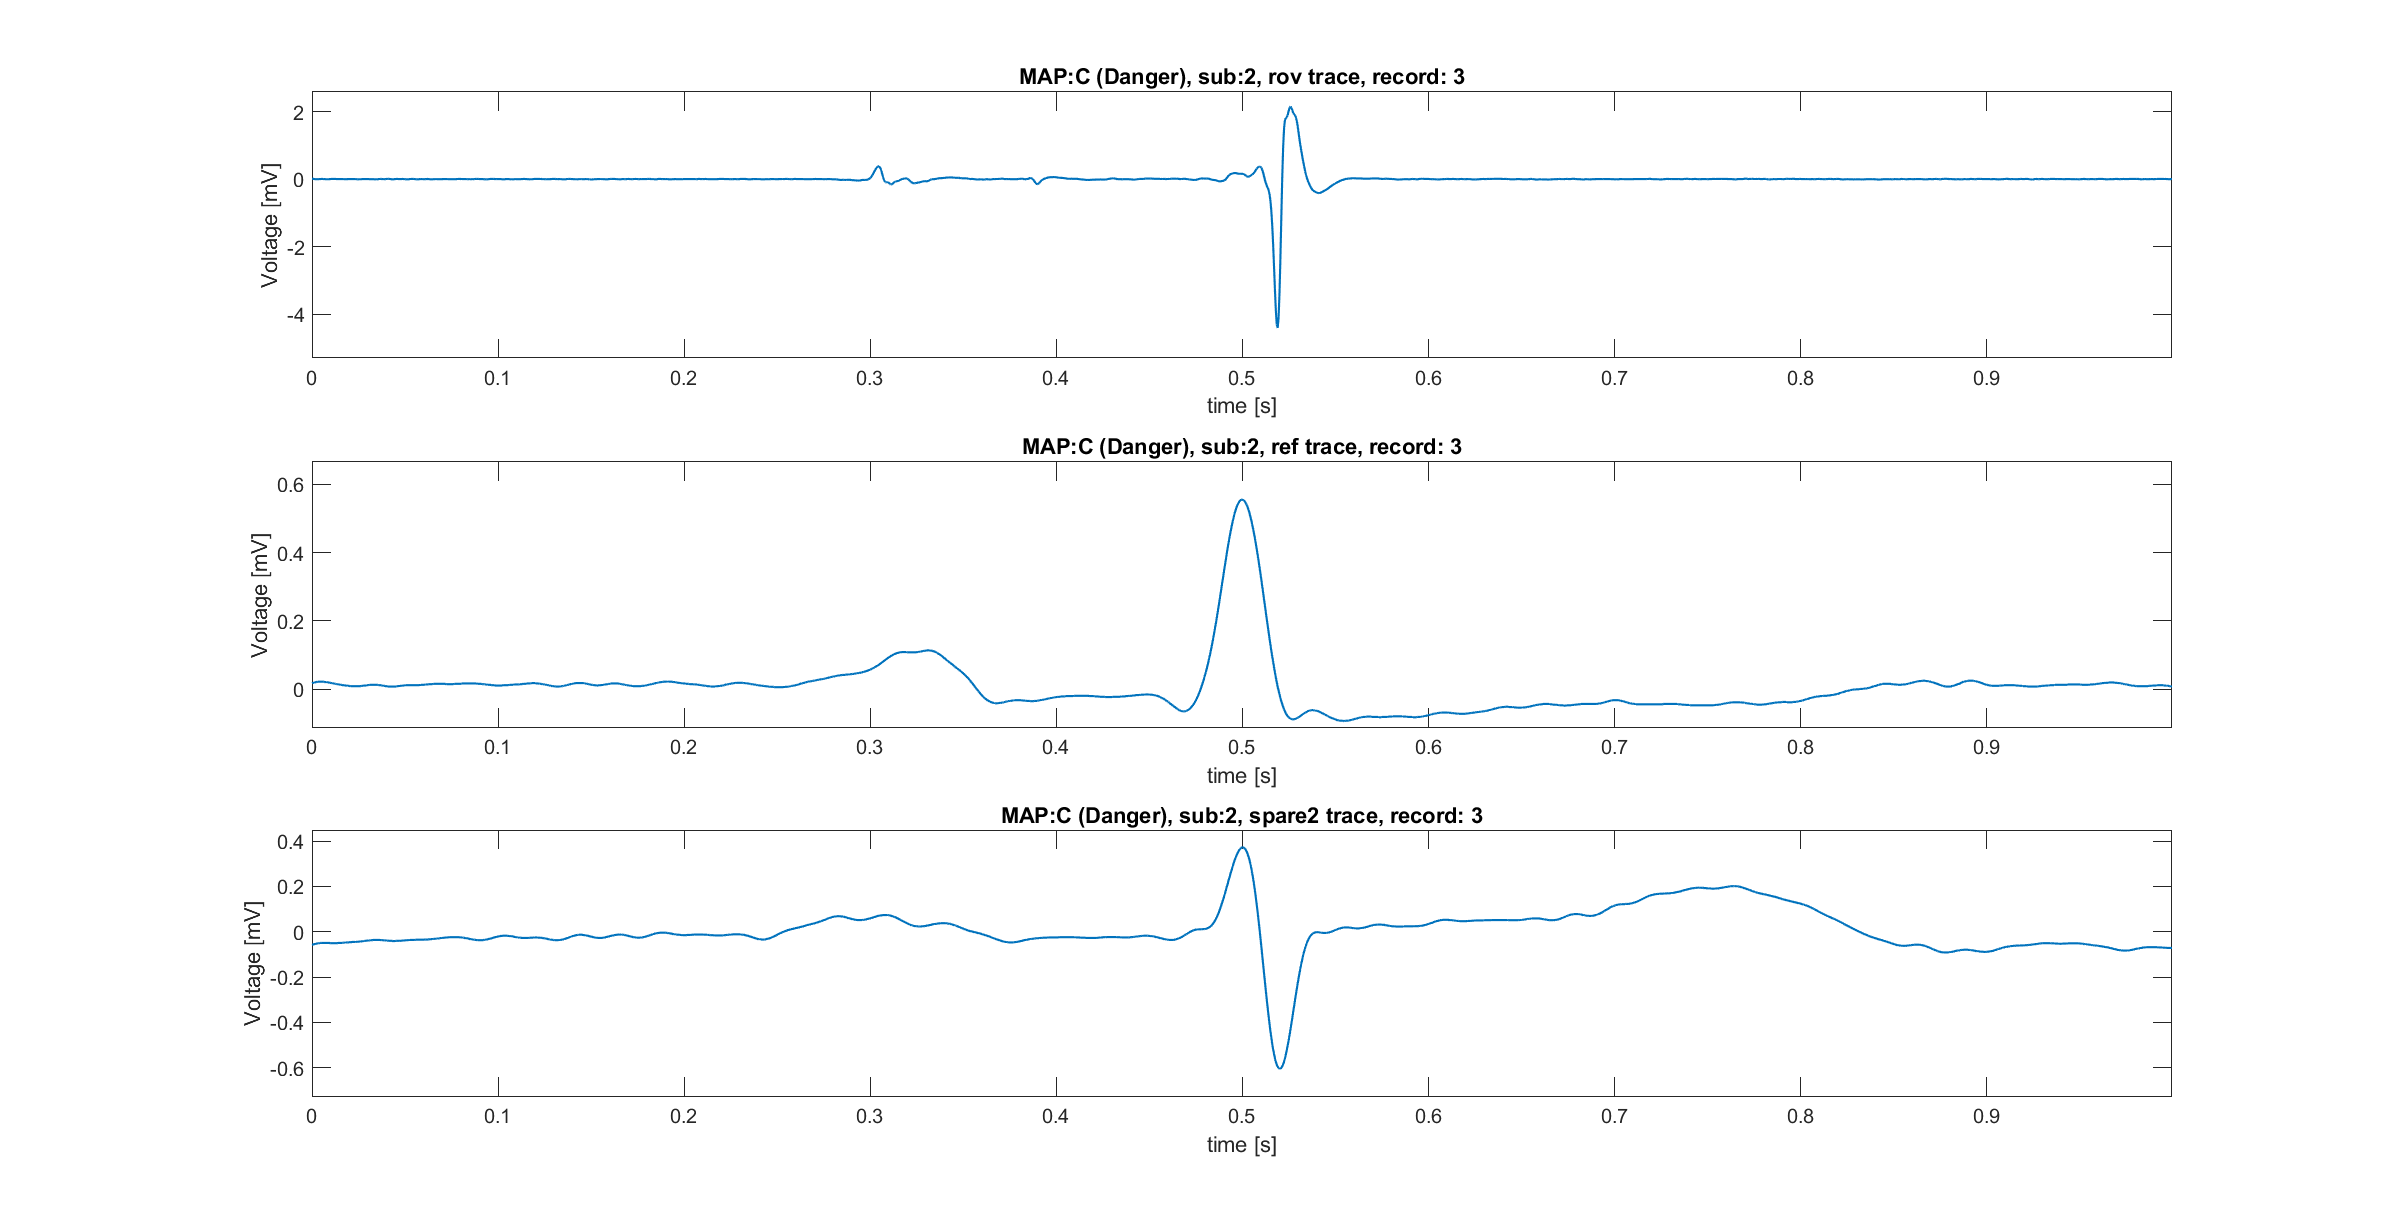 MAP:C (Danger), sub:2, rov trace, record: 3
Voltage [mV]
2
0
-2
-4
0 0.1 0.2 0.3 0.4 0.5 0.6 0.7 0.8 0.9
time [s]
MAP:C (Danger), sub:2, ref trace, record: 3
Voltage [mV]
0.6
0.4
0.2
0
0 0.1 0.2 0.3 0.4 0.5 0.6 0.7 0.8 0.9
time [s]
MAP:C (Danger), sub:2, spare2 trace, record: 3
Voltage [mV]
0.4
0.2
0
-0.2
-0.4
-0.6
0 0.1 0.2 0.3 0.4 0.5 0.6 0.7 0.8 0.9
time [s]